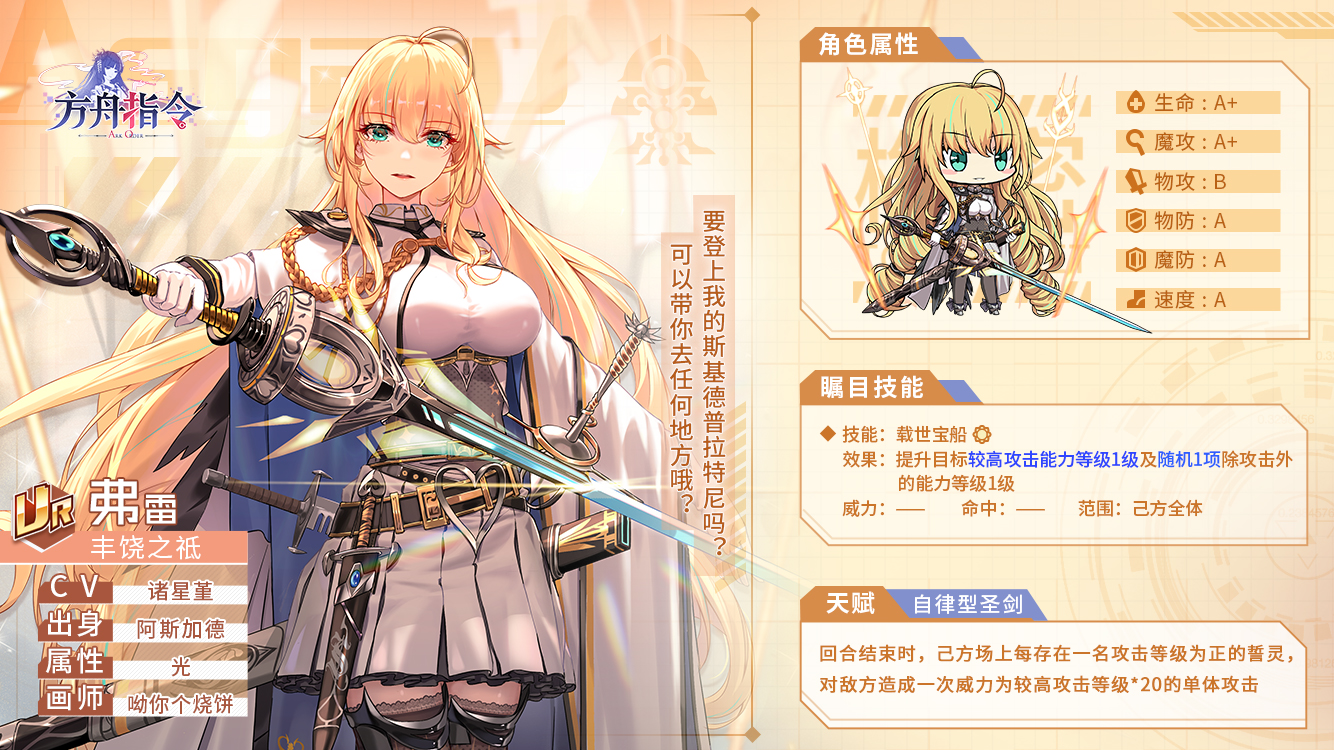 方舟指令
ARK ORDER
要登上我的斯基德普拉特尼吗？
可以带你去任何地方哦？
UR
弗雷
丰饶之祗
CV 诸星堇
出身 阿斯加德
属性 光
画师 呦你个烧饼
角色属性
生命：A+
魔攻：A+
物攻：B
物防：A
魔防：A
速度：A
瞩目技能
技能：载世宝船
效果：提升目标较高攻击能力等级1级及随机1项除攻击外
的能力等级1级
威力：—— 命中：—— 范围：己方全体
天赋 自律型圣剑
回合结束时，己方场上每存在一名攻击等级为正的誓灵，
对敌方造成一次威力为较高攻击等级*20的单体攻击